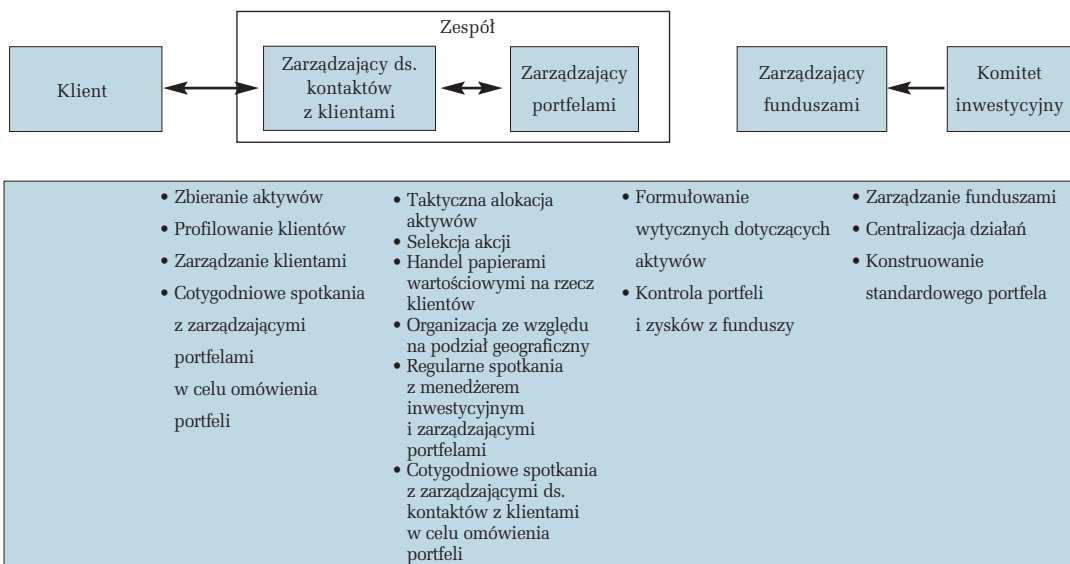 Zespół
Klient
Zarządzający ds.
kontaktów
z klientami
Zarządzający
portfelami
Zarządzający
funduszami
Komitet
inwestycyjny
• Zbieranie aktywów
• Profilowanie klientów
• Zarządzanie klientami
• Cotygodniowe spotkania
z zarządzającymi
portfelami
w celu omówienia
portfeli
• Taktyczna alokacja
aktywów
• Selekcja akcji
• Handel papierami
wartościowymi na rzecz
klientów
• Organizacja ze względu
na podział geograficzny
• Regularne spotkania
z menedżerem
inwestycyjnym
i zarządzającymi
portfelami
• Cotygodniowe spotkania
z zarządzającymi ds.
kontaktów z klientami
w celu omówienia
portfeli
• Formułowanie
wytycznych dotyczących
aktywów
• Kontrola portfeli
i zysków z funduszy
• Zarządzanie funduszami
• Centralizacja działań
• Konstruowanie
standardowego portfela